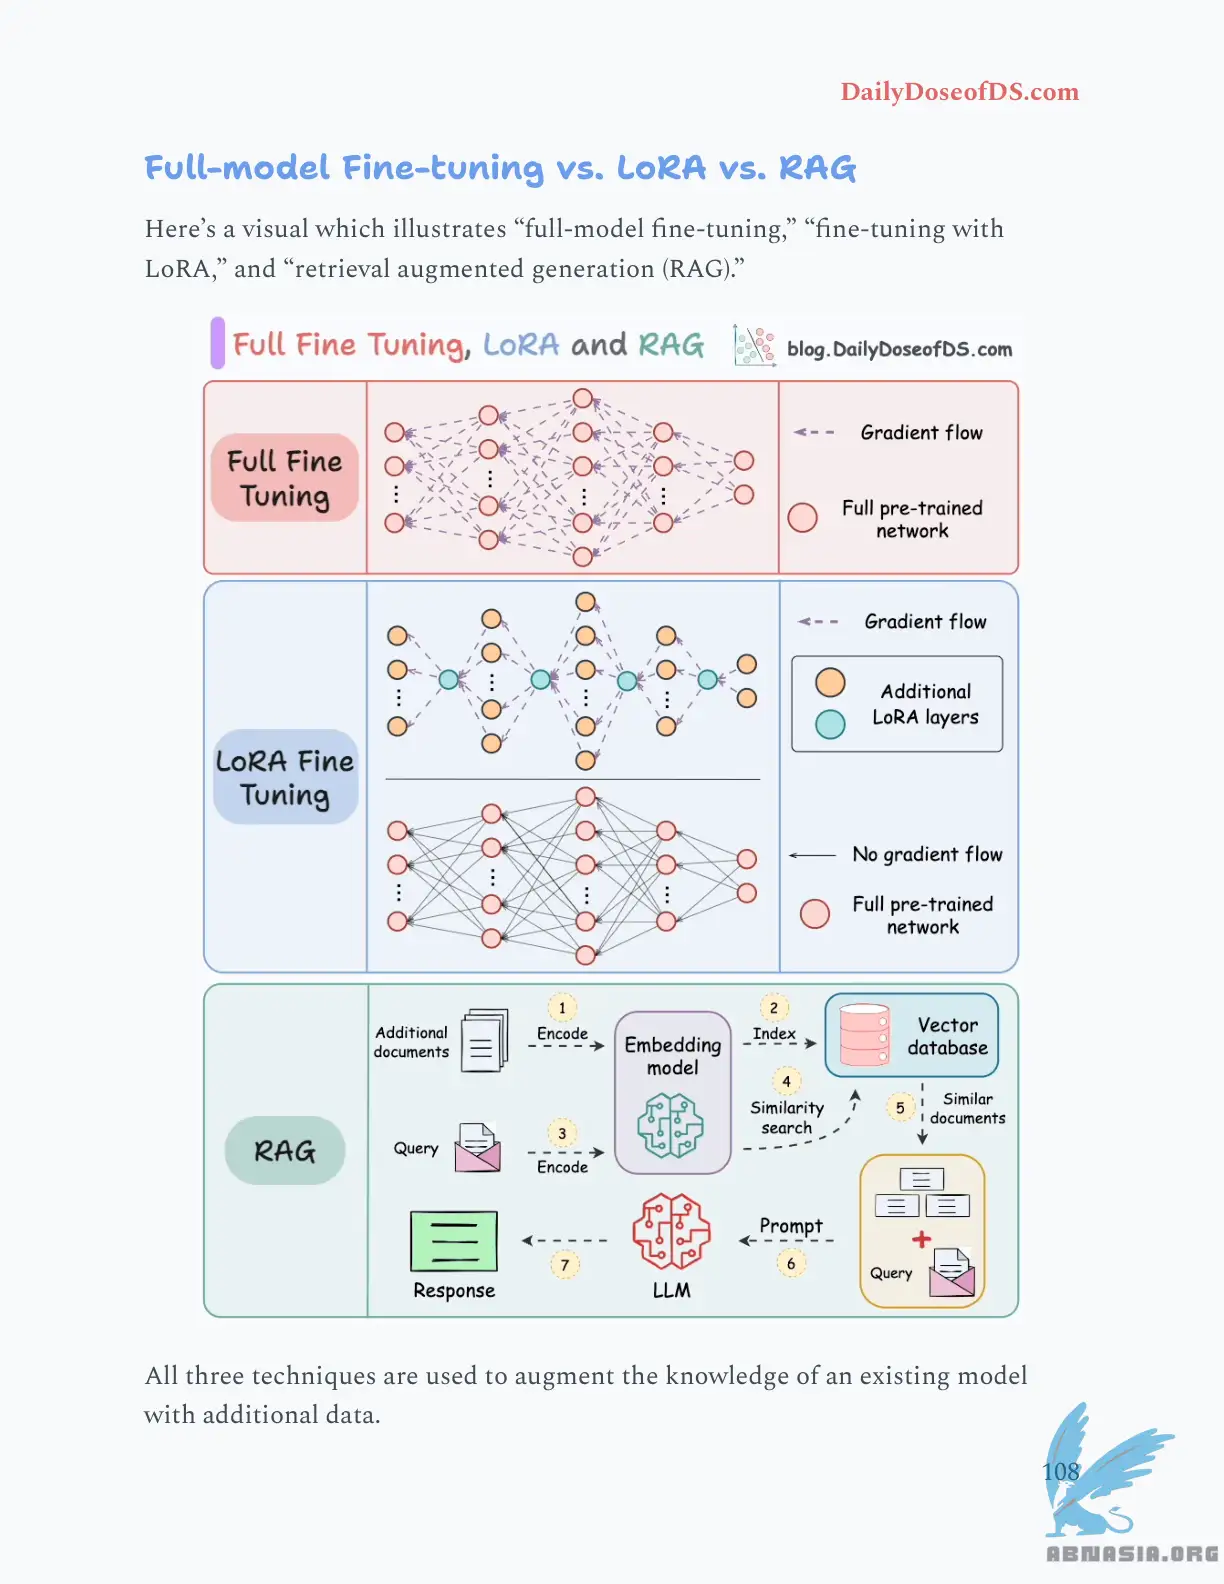 DailyDoseofDS.com
Full-model Fine-tuning vs. LoRA vs. RAG
Here’s a visual which illustrates “full-model fine-tuning,” “fine-tuning with
LoRA,” and “retrieval augmented generation (RAG).”
Full Fine Tuning, LoRA and RAG
blog.DailyDoseofDS.com
Full Fine
Tuning
Gradient flow
Full pre-trained
network
LoRA Fine
Tuning
Gradient flow
Additional
LoRA layers
No gradient flow
Full pre-trained
network
RAG
Additional
documents
1
Encode
Embedding
model
2
Index
Vector
database
4
Similarity
search
5
Similar
documents
Query
3
Encode
Prompt
6
Query
7
Response
LLM
All three techniques are used to augment the knowledge of an existing model
with additional data.
108
ABNASIA.ORG